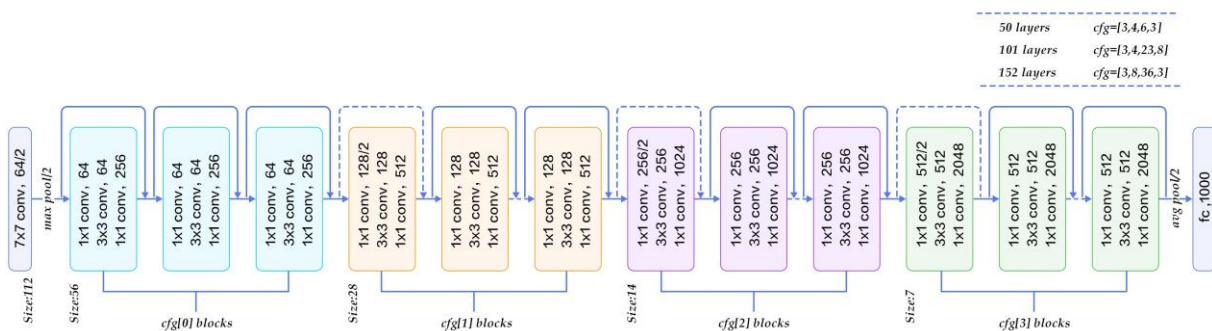 50 layers cfg=[3,4,6,3]
101 layers cfg=[3,4,23,8]
152 layers cfg=[3,8,36,3]
7x7 conv, 64/2
max pool/2
1x1 conv, 64
3x3 conv, 64
1x1 conv, 256
1x1 conv, 64
3x3 conv, 64
1x1 conv, 256
1x1 conv, 64
3x3 conv, 64
1x1 conv, 256
1x1 conv, 128/2
3x3 conv, 128
1x1 conv, 512
1x1 conv, 128
3x3 conv, 128
1x1 conv, 512
1x1 conv, 128
3x3 conv, 128
1x1 conv, 512
1x1 conv, 256/2
3x3 conv, 256
1x1 conv, 1024
1x1 conv, 256
3x3 conv, 256
1x1 conv, 1024
1x1 conv, 256
3x3 conv, 256
1x1 conv, 1024
1x1 conv, 512/2
3x3 conv, 512
1x1 conv, 2048
1x1 conv, 512
3x3 conv, 512
1x1 conv, 2048
1x1 conv, 512
3x3 conv, 512
1x1 conv, 2048
avg pool/2
fc ,1000
Size:112
Size:56
cfg[0] blocks
Size:28
cfg[1] blocks
Size:14
cfg[2] blocks
Size:7
cfg[3] blocks